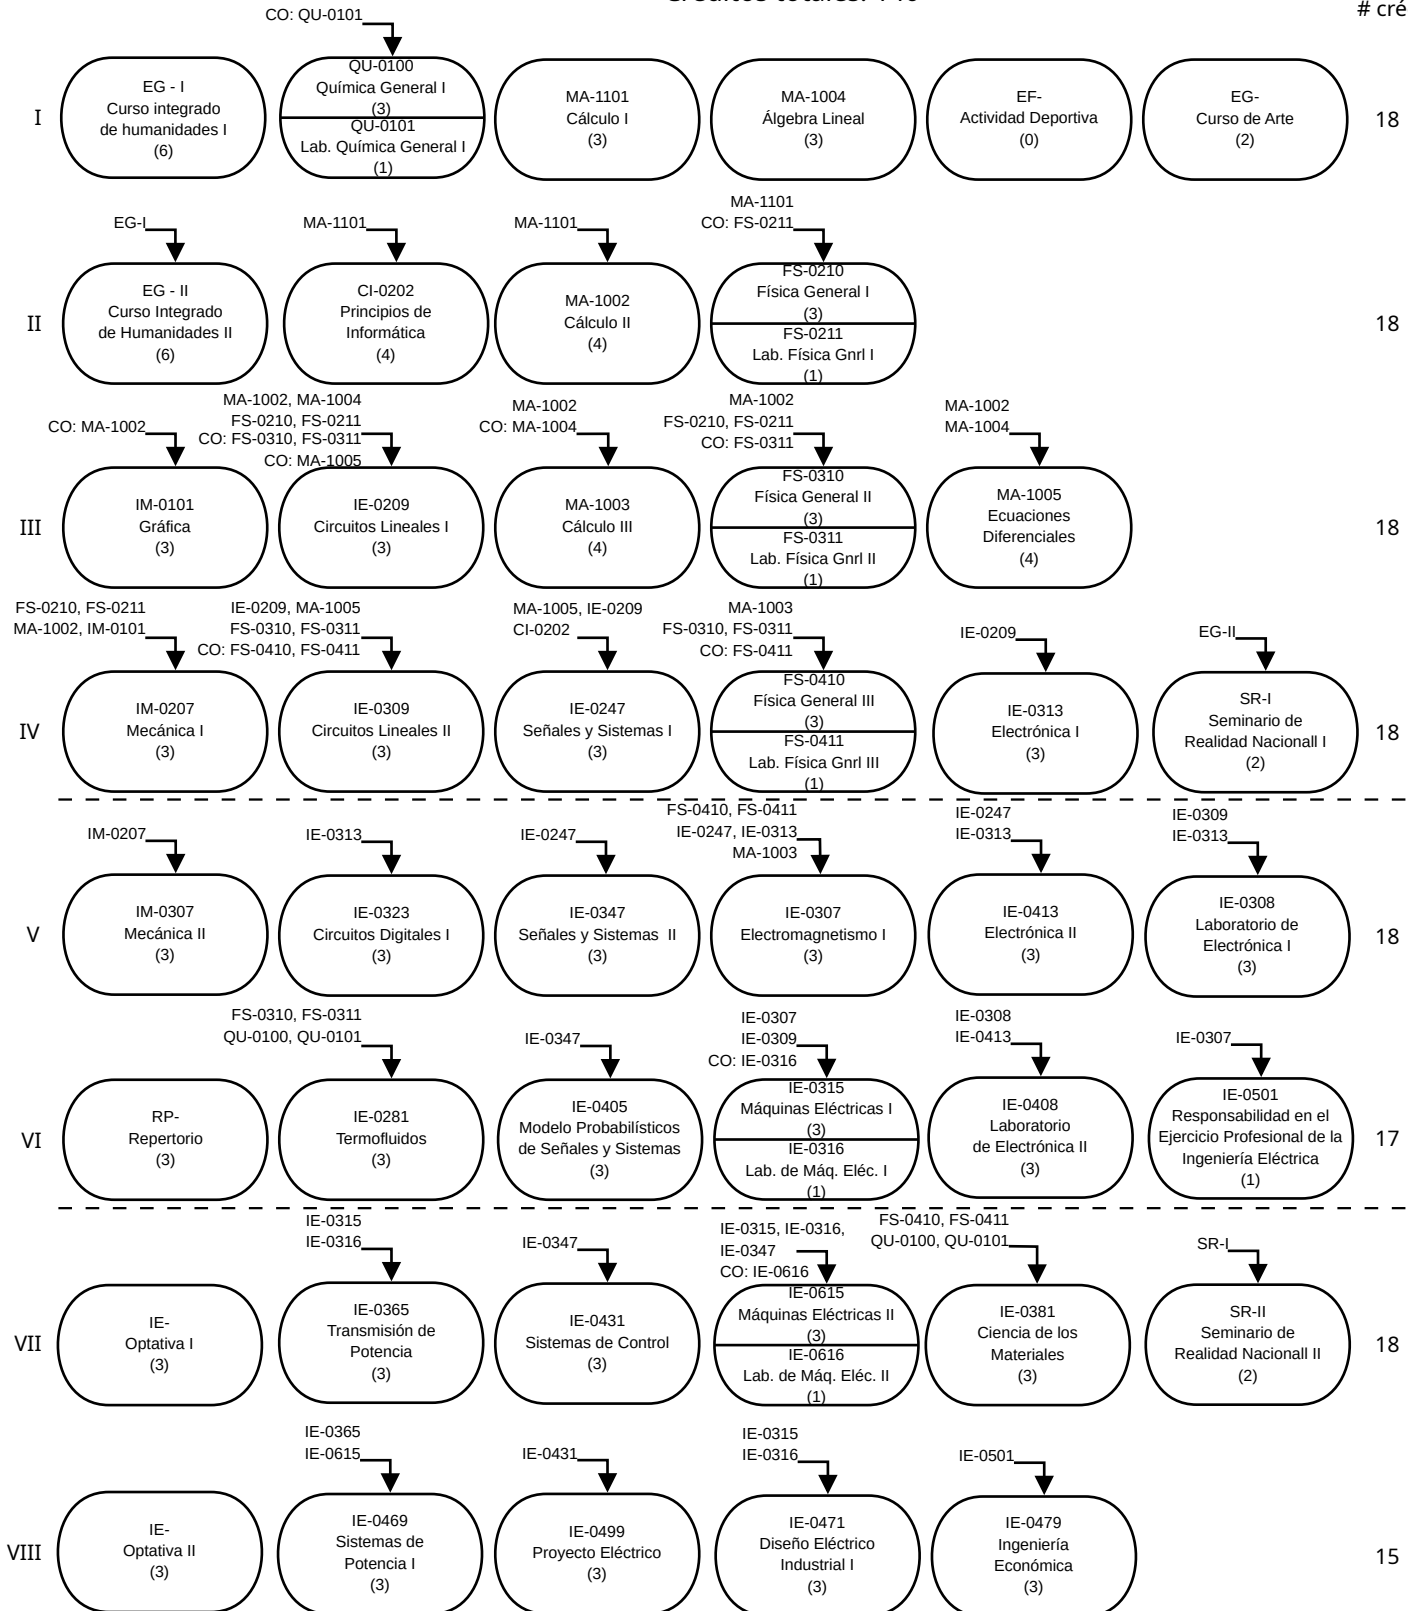 # cré
CO: QU-0101
I
EG - I
Curso integrado
de humanidades I
(6)
QU-0100
Química General I
(3)
QU-0101
Lab. Química General I
(1)
MA-1101
Cálculo I
(3)
MA-1004
Álgebra Lineal
(3)
EF-
Actividad Deportiva
(0)
EG-
Curso de Arte
(2)
18
EG-I
MA-1101
MA-1101
MA-1101
CO: FS-0211
II
EG - II
Curso Integrado
de Humanidades II
(6)
CI-0202
Principios de
Informática
(4)
MA-1002
Cálculo II
(4)
FS-0210
Física General I
(3)
FS-0211
Lab. Física Gnrl I
(1)
18
CO: MA-1002
MA-1002, MA-1004
FS-0210, FS-0211
CO: FS-0310, FS-0311
CO: MA-1005
MA-1002
CO: MA-1004
MA-1002
FS-0210, FS-0211
CO: FS-0311
MA-1002
MA-1004
III
IM-0101
Gráfica
(3)
IE-0209
Circuitos Lineales I
(3)
MA-1003
Cálculo III
(4)
FS-0310
Física General II
(3)
FS-0311
Lab. Física Gnrl II
(1)
MA-1005
Ecuaciones
Diferenciales
(4)
18
FS-0210, FS-0211
MA-1002, IM-0101
IE-0209, MA-1005
FS-0310, FS-0311
CO: FS-0410, FS-0411
MA-1005, IE-0209
CI-0202
MA-1003
FS-0310, FS-0311
CO: FS-0411
IE-0209
EG-II
IV
IM-0207
Mecánica I
(3)
IE-0309
Circuitos Lineales II
(3)
IE-0247
Señales y Sistemas I
(3)
FS-0410
Física General III
(3)
FS-0411
Lab. Física Gnrl III
(1)
IE-0313
Electrónica I
(3)
SR-I
Seminario de
Realidad Nacionall I
(2)
18
IM-0207
IE-0313
IE-0247
FS-0410, FS-0411
IE-0247, IE-0313
MA-1003
IE-0247
IE-0313
IE-0309
IE-0313
V
IM-0307
Mecánica II
(3)
IE-0323
Circuitos Digitales I
(3)
IE-0347
Señales y Sistemas II
(3)
IE-0307
Electromagnetismo I
(3)
IE-0413
Electrónica II
(3)
IE-0308
Laboratorio de
Electrónica I
(3)
18
FS-0310, FS-0311
QU-0100, QU-0101
IE-0347
IE-0307
IE-0309
CO: IE-0316
IE-0308
IE-0413
IE-0307
VI
RP-
Repertorio
(3)
IE-0281
Termofluidos
(3)
IE-0405
Modelo Probabilísticos
de Señales y Sistemas
(3)
IE-0315
Máquinas Eléctricas I
(3)
IE-0316
Lab. de Máq. Eléc. I
(1)
IE-0408
Laboratorio
de Electrónica II
(3)
IE-0501
Responsabilidad en el
Ejercicio Profesional de la
Ingeniería Eléctrica
(1)
17
IE-0315
IE-0316
IE-0347
IE-0315, IE-0316,
IE-0347
CO: IE-0616
FS-0410, FS-0411
QU-0100, QU-0101
SR-I
VII
IE-
Optativa I
(3)
IE-0365
Transmisión de
Potencia
(3)
IE-0431
Sistemas de Control
(3)
IE-0615
Máquinas Eléctricas II
(3)
IE-0616
Lab. de Máq. Eléc. II
(1)
IE-0381
Ciencia de los
Materiales
(3)
SR-II
Seminario de
Realidad Nacionall II
(2)
18
IE-0365
IE-0615
IE-0431
IE-0315
IE-0316
IE-0501
VIII
IE-
Optativa II
(3)
IE-0469
Sistemas de
Potencia I
(3)
IE-0499
Proyecto Eléctrico
(3)
IE-0471
Diseño Eléctrico
Industrial I
(3)
IE-0479
Ingeniería
Económica
(3)
15